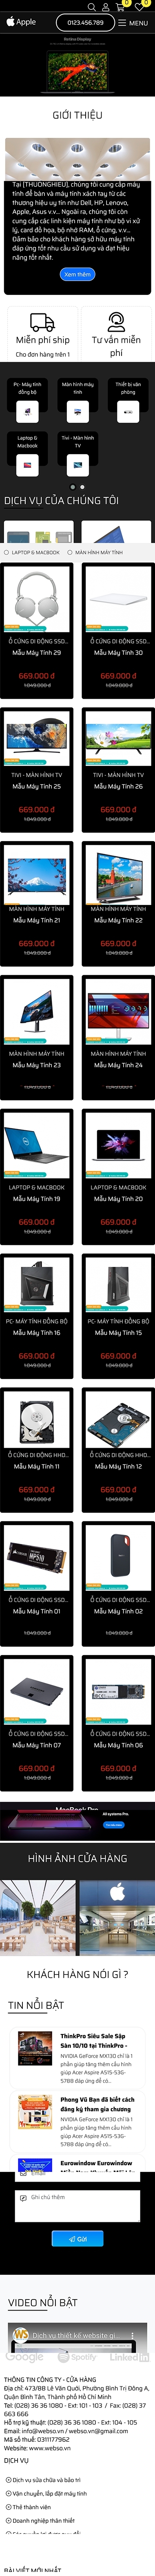 0
0
Apple
0123.456.789
MENU
Retina Display
GIỚI THIỆU
Tại [THUONGHIEU], chúng tôi cung cấp máy
tính để bàn và máy tính xách tay từ các
thương hiệu uy tín như Dell, HP, Lenovo,
Apple, Asus v.v... Ngoài ra, chúng tôi còn
cung cấp các linh kiện máy tính như bộ vi xử
lý, card đồ họa, bộ nhớ RAM, ổ cứng, v.v...
Đảm bảo cho khách hàng sở hữu máy tính
đáp ứng tốt nhu cầu sử dụng và đạt hiệu
năng tốt nhất.
Xem thêm
Miễn phí ship
Cho đơn hàng trên 1
Tư vấn miễn
phí
Pc- Máy tính
đồng bộ
Màn hình máy
tính
Thiết bị văn
phòng
Laptop &
Macbook
Tivi - Màn hình
TV
DỊCH VỤ CỦA CHÚNG TÔI
LAPTOP & MACBOOK
MÀN HÌNH MÁY TÍNH
Ổ CỨNG DI ĐỘNG SSD...
Mẫu Máy Tính 29
669.000 đ
1.049.000 đ
Ổ CỨNG DI ĐỘNG SSD...
Mẫu Máy Tính 30
669.000 đ
1.049.000 đ
TIVI - MÀN HÌNH TV
Mẫu Máy Tính 25
669.000 đ
1.049.000 đ
TIVI - MÀN HÌNH TV
Mẫu Máy Tính 26
669.000 đ
1.049.000 đ
MÀN HÌNH MÁY TÍNH
Mẫu Máy Tính 21
669.000 đ
1.049.000 đ
MÀN HÌNH MÁY TÍNH
Mẫu Máy Tính 22
669.000 đ
1.049.000 đ
MÀN HÌNH MÁY TÍNH
Mẫu Máy Tính 23
1.049.000 đ
MÀN HÌNH MÁY TÍNH
Mẫu Máy Tính 24
1.049.000 đ
LAPTOP & MACBOOK
Mẫu Máy Tính 19
669.000 đ
1.049.000 đ
LAPTOP & MACBOOK
Mẫu Máy Tính 20
669.000 đ
1.049.000 đ
PC- MÁY TÍNH ĐỒNG BỘ
Mẫu Máy Tính 16
669.000 đ
1.049.000 đ
PC- MÁY TÍNH ĐỒNG BỘ
Mẫu Máy Tính 15
669.000 đ
1.049.000 đ
Ổ CỨNG DI ĐỘNG HHD...
Mẫu Máy Tính 11
669.000 đ
1.049.000 đ
Ổ CỨNG DI ĐỘNG HHD...
Mẫu Máy Tính 12
669.000 đ
1.049.000 đ
Ổ CỨNG DI ĐỘNG SSD...
Mẫu Máy Tính 01
1.049.000 đ
Ổ CỨNG DI ĐỘNG SSD...
Mẫu Máy Tính 02
1.049.000 đ
Ổ CỨNG DI ĐỘNG SSD...
Mẫu Máy Tính 07
669.000 đ
1.049.000 đ
Ổ CỨNG DI ĐỘNG SSD...
Mẫu Máy Tính 06
669.000 đ
1.049.000 đ
MacBook Pro
All systems Pro.
HÌNH ẢNH CỬA HÀNG
KHÁCH HÀNG NÓI GÌ ?
TIN NỔI BẬT
ThinkPro Siêu Sale Sập
Sàn 10/10 tại ThinkPro -
NVIDIA GeForce MX130 chỉ là 1
phần giúp tăng thêm cấu hình
giúp Acer Aspire A515-53G-
5788 đáp ứng để có...
Phong Vũ Bạn đã biết cách
đăng ký tham gia chương
NVIDIA GeForce MX130 chỉ là 1
phần giúp tăng thêm cấu hình
giúp Acer Aspire A515-53G-
5788 đáp ứng để có...
Eurowindow Eurowindow
Email
Ghi chú thêm
Gửi
VIDEO NỔI BẬT
WS Dịch vụ thiết kế website gi...
Google
Spotify
Linked in
THÔNG TIN CÔNG TY - CỬA HÀNG
Địa chỉ: 473/88 Lê Văn Quới, Phường Bình Trị Đông A,
Quận Bình Tân, Thành phố Hồ Chí Minh
Tel: (028) 36 36 1080 - Ext: 101 - 103 / Fax: (028) 37
663 666
Hỗ trợ kỹ thuật: (028) 36 36 1080 - Ext: 104 - 105
Email: info@webso.vn / webso.vn@gmail.com
Mã số thuế: 0311177962
Website: www.webso.vn
DỊCH VỤ
Dịch vụ sửa chữa và bảo trì
Vận chuyển, lắp đặt máy tính
Thẻ thành viên
Doanh nghiệp thân thiết
BÀI VIẾT MỚI NHẤT